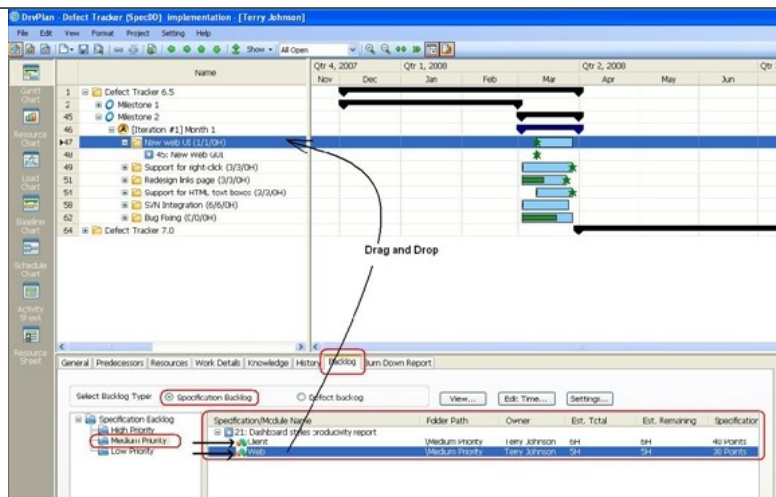 DevPlan - Defect Tracker (SpecDD) Implementation - [Terry Johnson]
File Edit View Format Project Setting Help
Show All Open
Name
Qtr 4, 2007 Qtr 1, 2008 Qtr 2, 2008 Qtr
Nov Dec Jan Feb Mar Apr May Jun
1 Defect Tracker 6.5
2 Milestone 1
45 Milestone 2
46 [Iteration #1] Month 1
47 New web UI (1/1/0H)
48 45: New Web GUI
49 Support for right-click (3/3/0H)
51 Redesign links page (3/3/0H)
54 Support for HTML text boxes (3/3/0H)
58 SVN Integration (6/6/0H)
62 Bug Fixing (0/0/0H)
64 Defect Tracker 7.0
Gantt Chart
Resource Chart
Load Chart
Baseline Chart
Schedule Chart
Activity Sheet
Resource Sheet
Drag and Drop
General Predecessors Resources Work Details Knowledge History Backlog Burn Down Report
Select Backlog Type: Specification Backlog Defect backlog View... Edit Time... Settings...
Specification Backlog
High Priority
Medium Priority
Low Priority
Specification/Module Name Folder Path Owner Est. Total Est. Remaining Specification
21: Dashboard styles productivity report
Client \Medium Priority Terry Johnson 6H 6H 40 Points
Web \Medium Priority Terry Johnson 5H 5H 30 Points